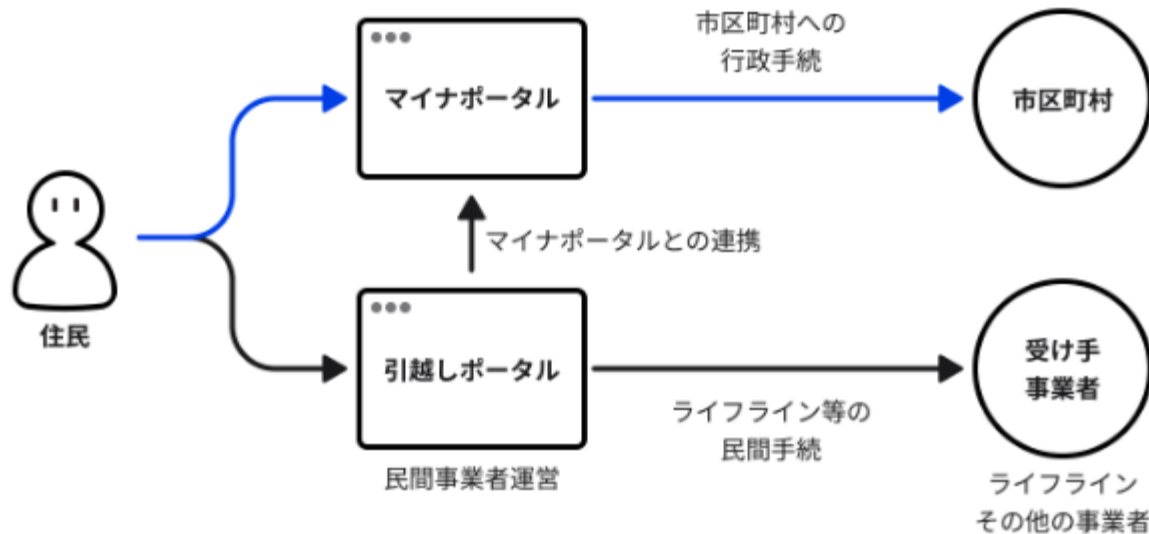 市区町村への
行政手続
マイナポータル
市区町村
マイナポータルとの連携
住民
引越しポータル
受け手
事業者
ライフライン等の
民間手続
民間事業者運営
ライフライン
その他の事業者